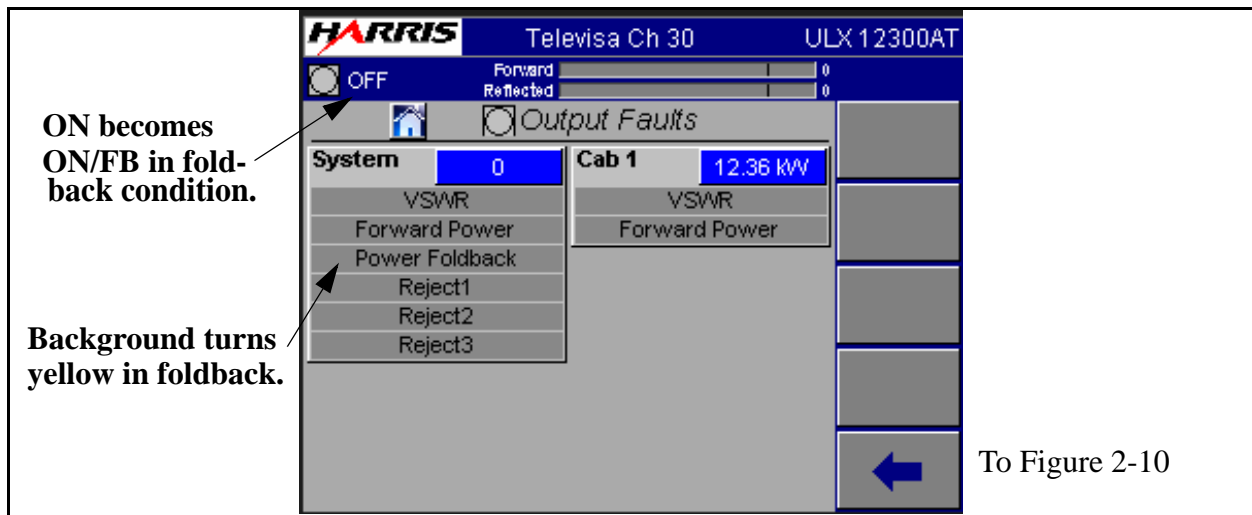 HARRIS Televisa Ch 30 ULX 12300AT
OFF
Forward 0
Reflected 0
Output Faults
System 0
VSWR
Forward Power
Power Foldback
Reject1
Reject2
Reject3
Cab 1 12.36 kW
VSWR
Forward Power
ON becomes
ON/FB in fold-
back condition.
Background turns
yellow in foldback.
To Figure 2-10